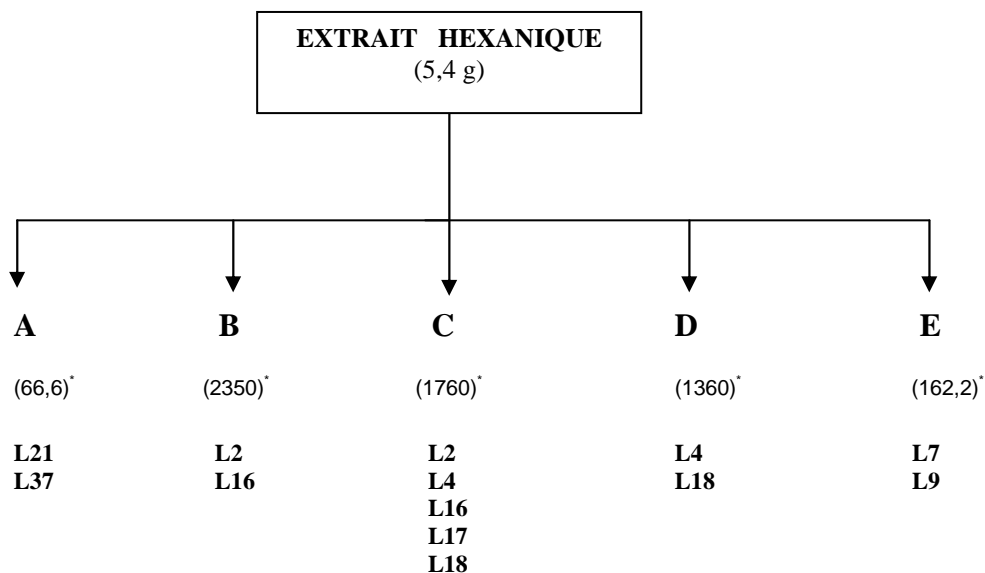 EXTRAIT HEXANIQUE
(5,4 g)
A B C D E
(66,6)* (2350)* (1760)* (1360)* (162,2)*
L21 L2 L2 L4 L7
L37 L16 L4 L18 L9
L16
L17
L18